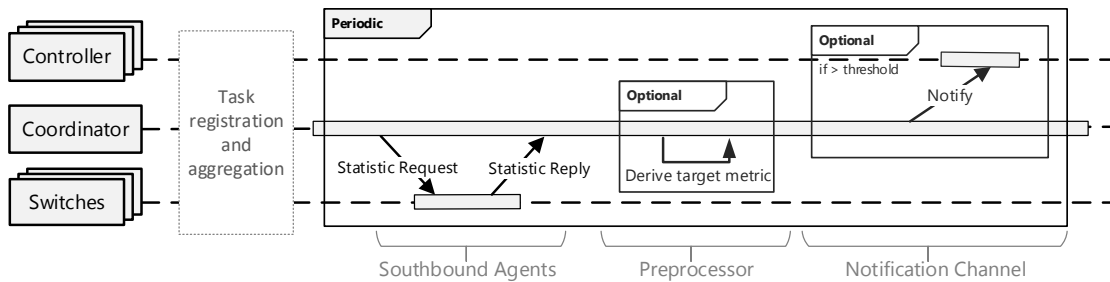 Periodic
Optional
Controller
if > threshold
Task
registration
and
aggregation
Optional
Notify
Coordinator
Statistic Request
Statistic Reply
Derive target metric
Switches
Southbound Agents
Preprocessor
Notification Channel